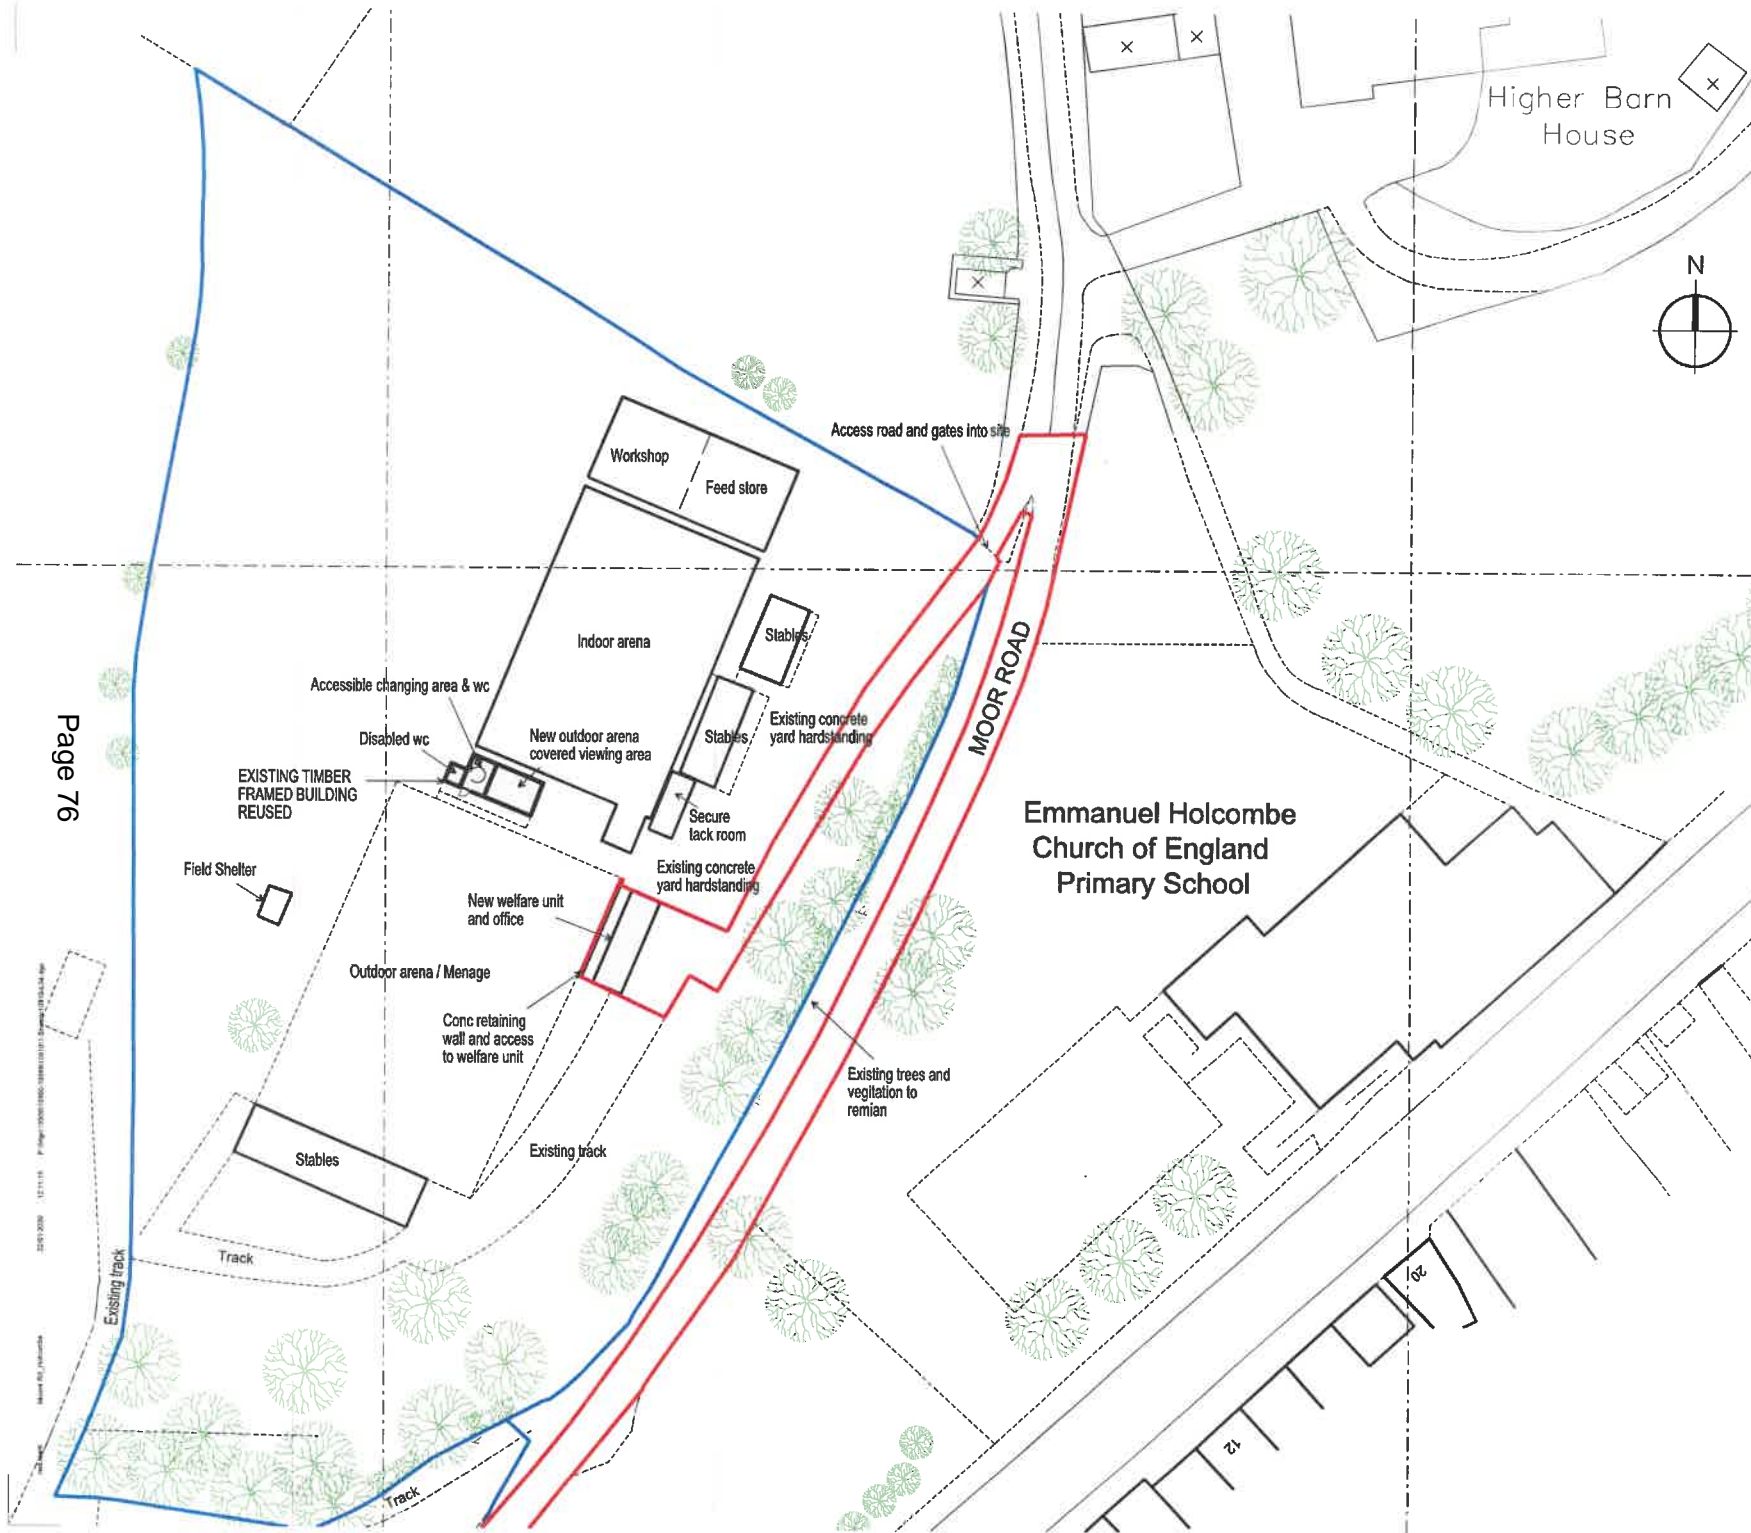 Higher Barn
House
N
Access road and gates into site
Workshop
Feed store
Indoor arena
Stables
Accessible changing area & wc
MOOR ROAD
Existing concrete
yard hardstanding
Stables
New outdoor arena
covered viewing area
Disabled wc
EXISTING TIMBER
FRAMED BUILDING
REUSED
Page 76
Secure
tack room
Emmanuel Holcombe
Church of England
Primary School
Field Shelter
Existing concrete
yard hardstanding
New welfare unit
and office
Outdoor arena / Menage
Conc retaining
wall and access
to welfare unit
Existing trees and
vegitation to
remian
Existing track
Stables
Track
Existing track
20
12
Track